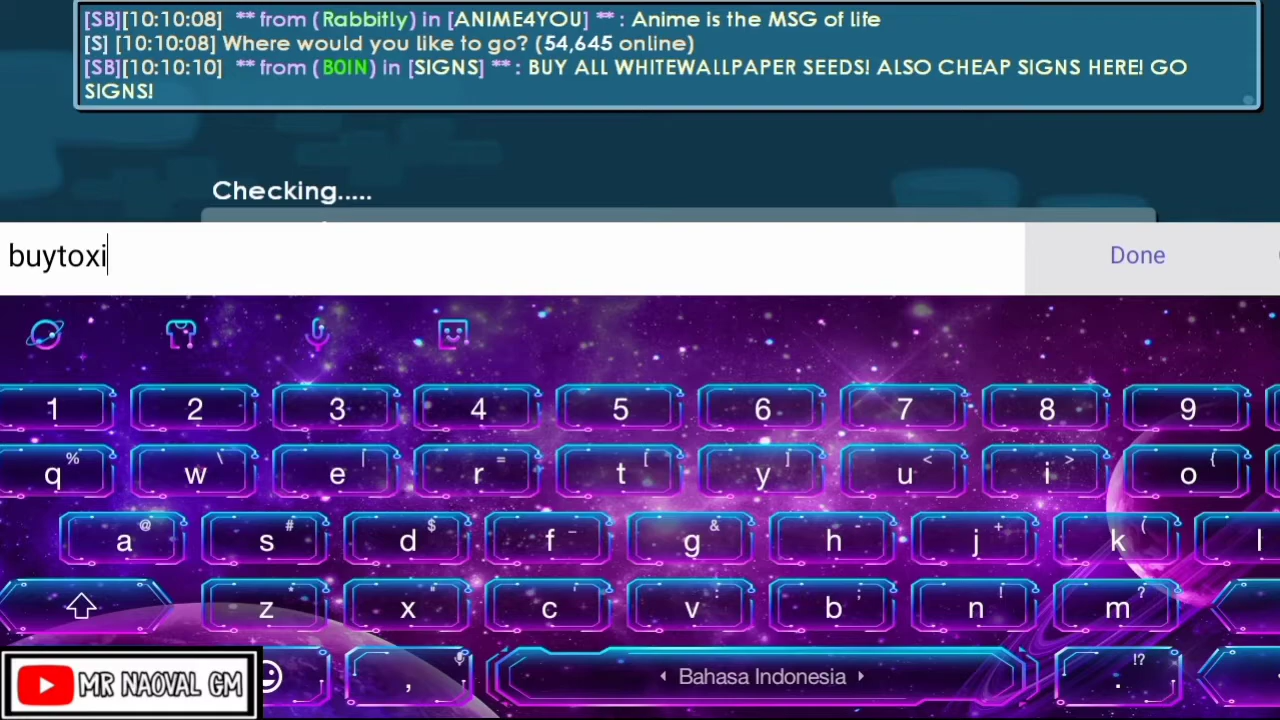 [SB][10:10:08] ** from (Rabbitly) in [ANIME4YOU] ** : Anime is the MSG of life
[S] [10:10:08] Where would you like to go? (54,645 online)
[SB][10:10:10] ** from (B0IN) in [SIGNS] ** : BUY ALL WHITEWALLPAPER SEEDS! ALSO CHEAP SIGNS HERE! GO
SIGNS!
Checking.....
buytoxi
Done
1 2 3 4 5 6 7 8 9
q % w \ e | r = t [ y ] u < i > o {
a @ s # d $ f _ g & h - j + k ( l
z * x " c ' v : b ; n ! m ?
, Bahasa Indonesia . !?
MR NAOVAL GM